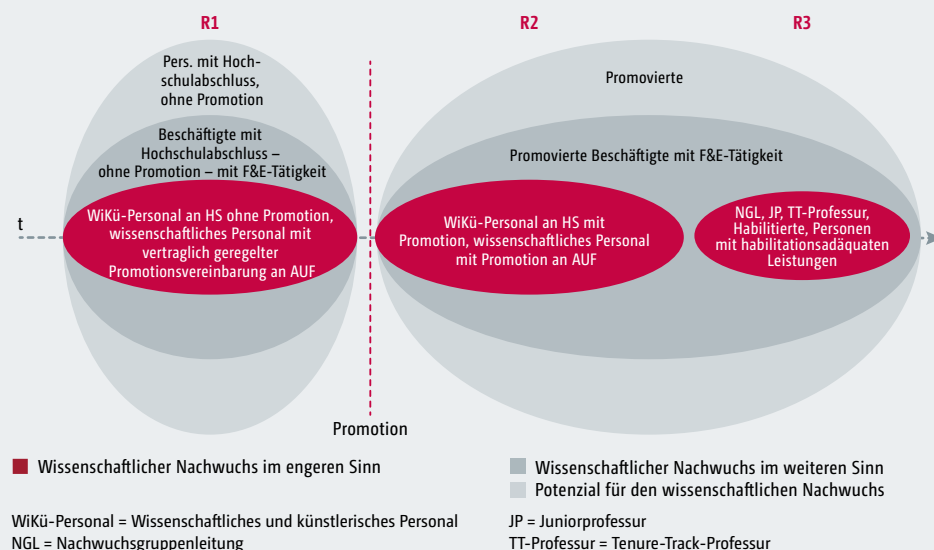 R1
R2
R3
Pers. mit Hoch-
schulabschluss,
ohne Promotion
Beschäftigte mit
Hochschulabschluss –
ohne Promotion – mit F&E-Tätigkeit
WiKü-Personal an HS ohne Promotion,
wissenschaftliches Personal mit
vertraglich geregelter
Promotionsvereinbarung an AUF
Promovierte
Promovierte Beschäftigte mit F&E-Tätigkeit
WiKü-Personal an HS mit
Promotion, wissenschaftliches Personal
mit Promotion an AUF
NGL, JP, TT-Professur,
Habilitierte, Personen
mit habilitationsadäquaten
Leistungen
t
Promotion
Wissenschaftlicher Nachwuchs im engeren Sinn
Wissenschaftlicher Nachwuchs im weiteren Sinn
Potenzial für den wissenschaftlichen Nachwuchs
WiKü-Personal = Wissenschaftliches und künstlerisches Personal
NGL = Nachwuchsgruppenleitung
JP = Juniorprofessur
TT-Professur = Tenure-Track-Professur